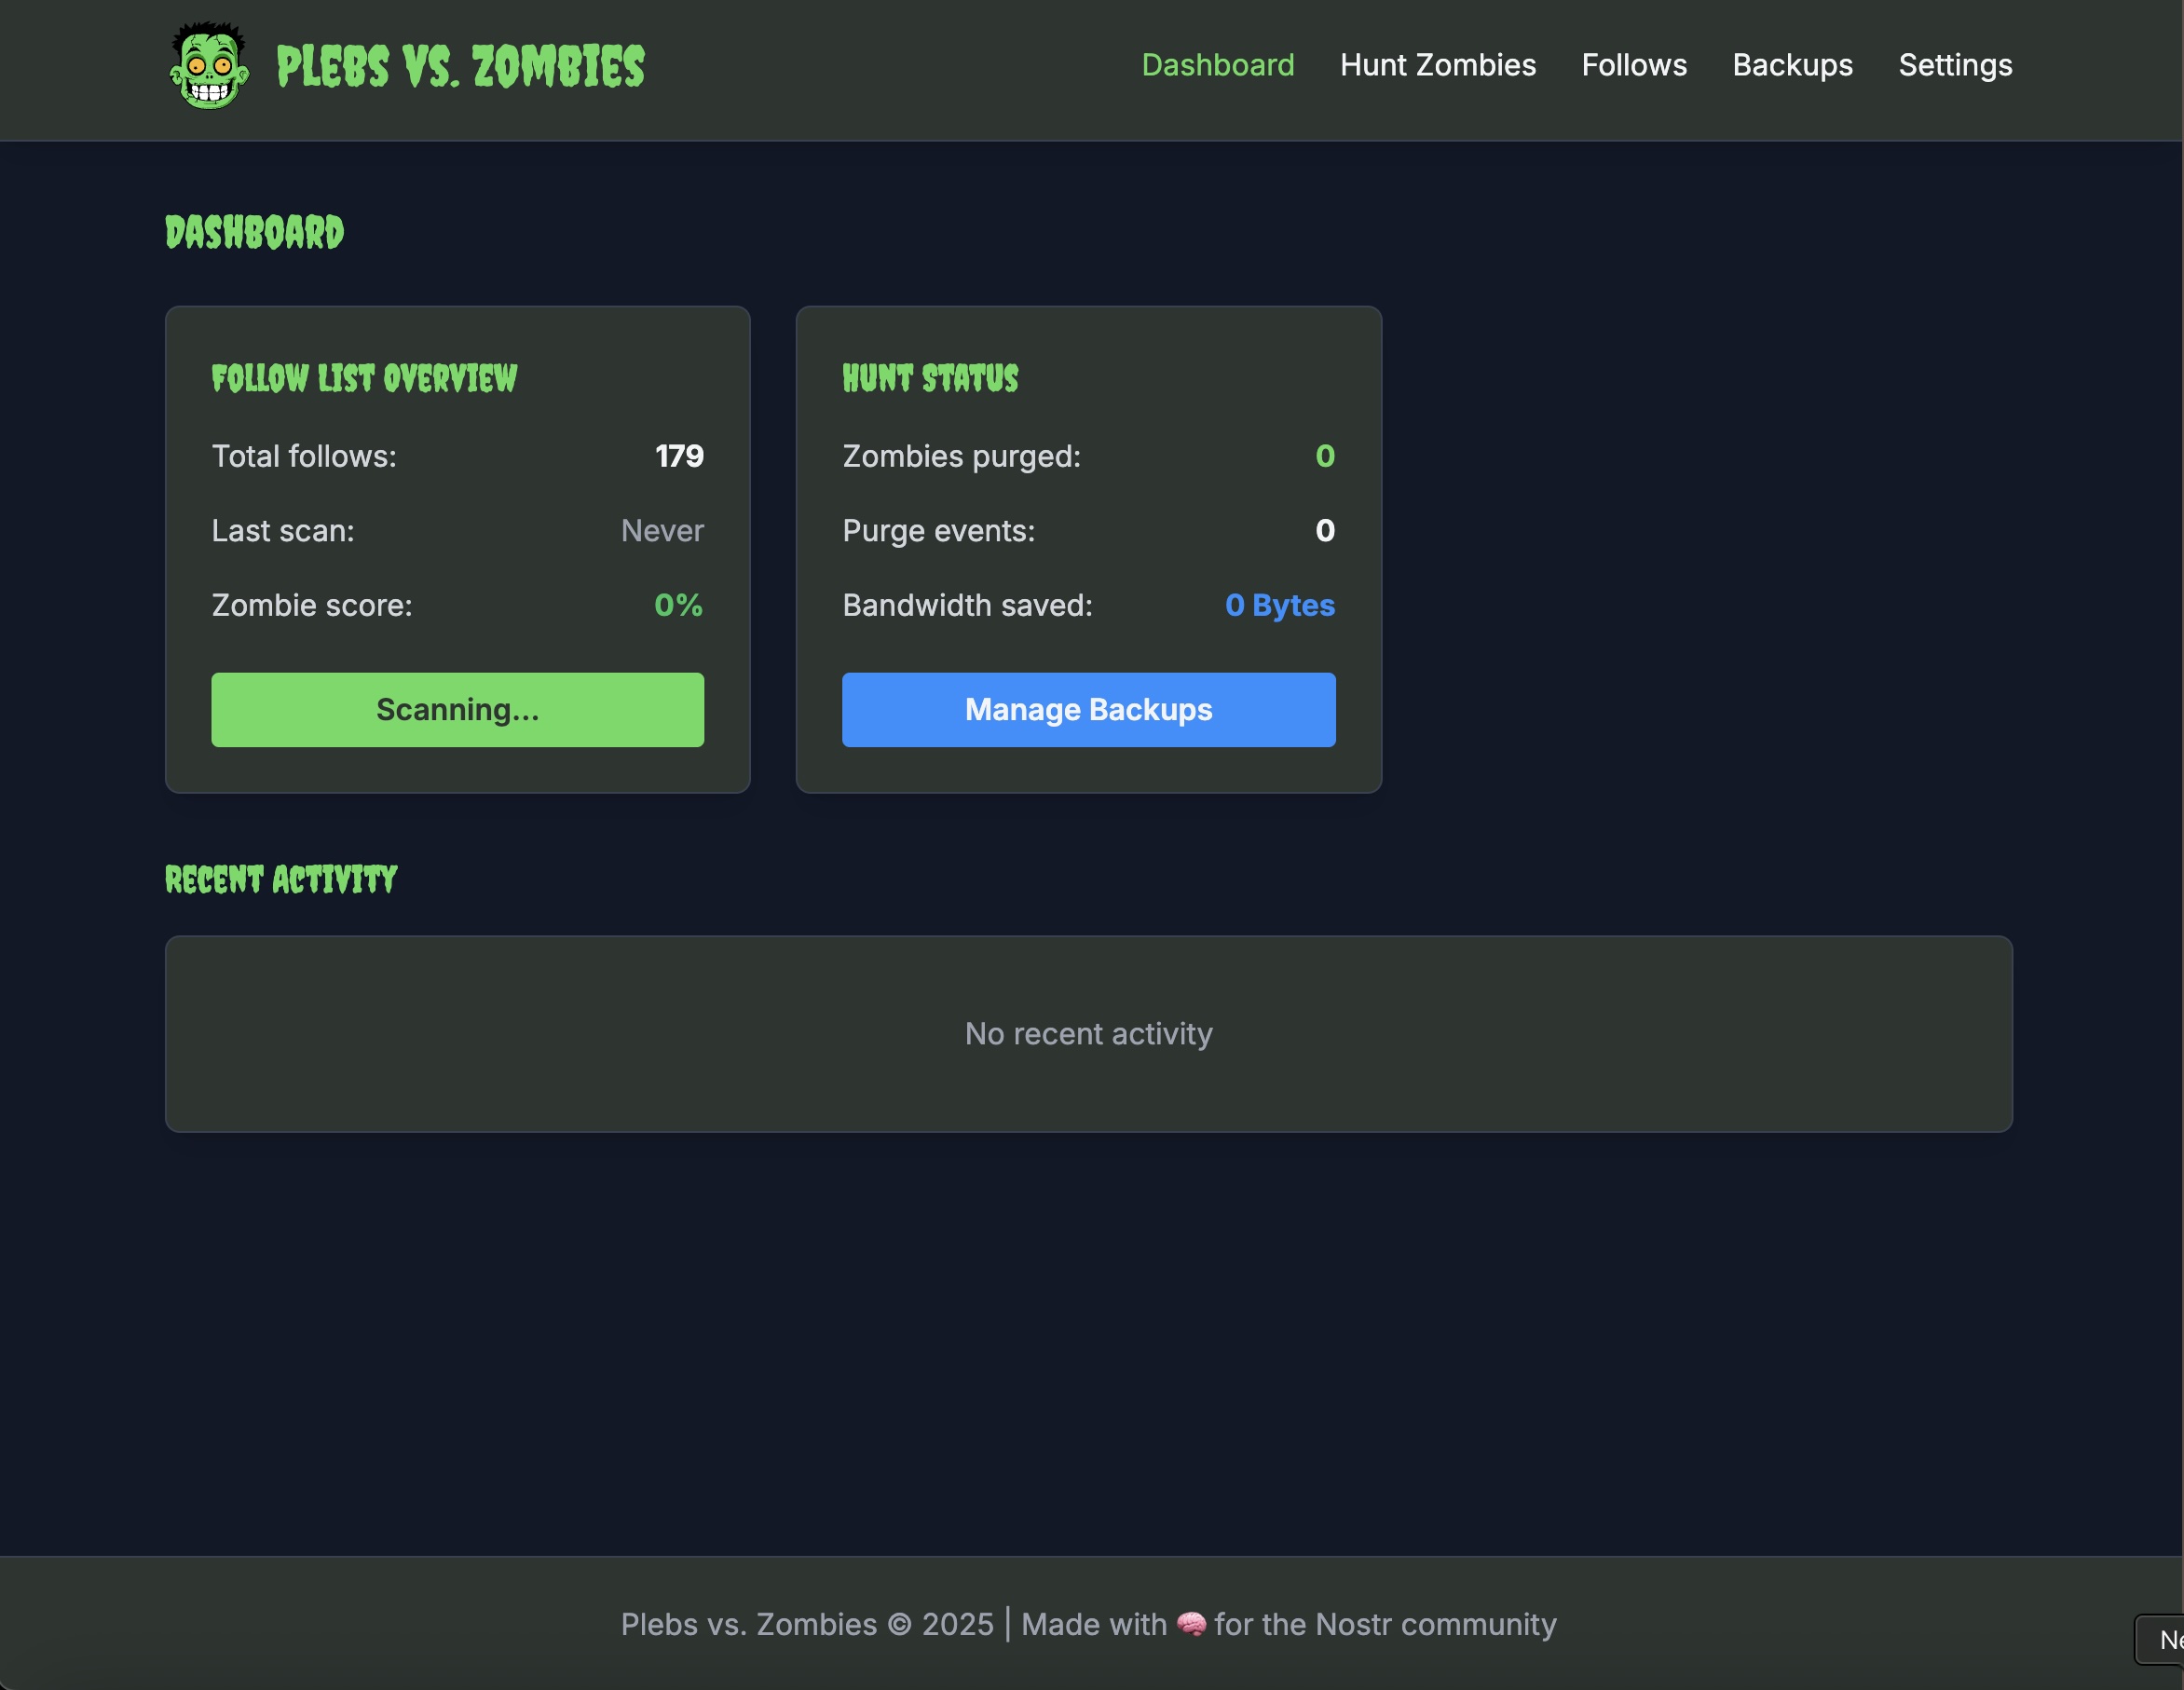 PLEBS VS. ZOMBIES
Dashboard Hunt Zombies Follows Backups Settings
DASHBOARD
FOLLOW LIST OVERVIEW
Total follows: 179
Last scan: Never
Zombie score: 0%
Scanning...
HUNT STATUS
Zombies purged: 0
Purge events: 0
Bandwidth saved: 0 Bytes
Manage Backups
RECENT ACTIVITY
No recent activity
Plebs vs. Zombies © 2025 | Made with 🧠 for the Nostr community